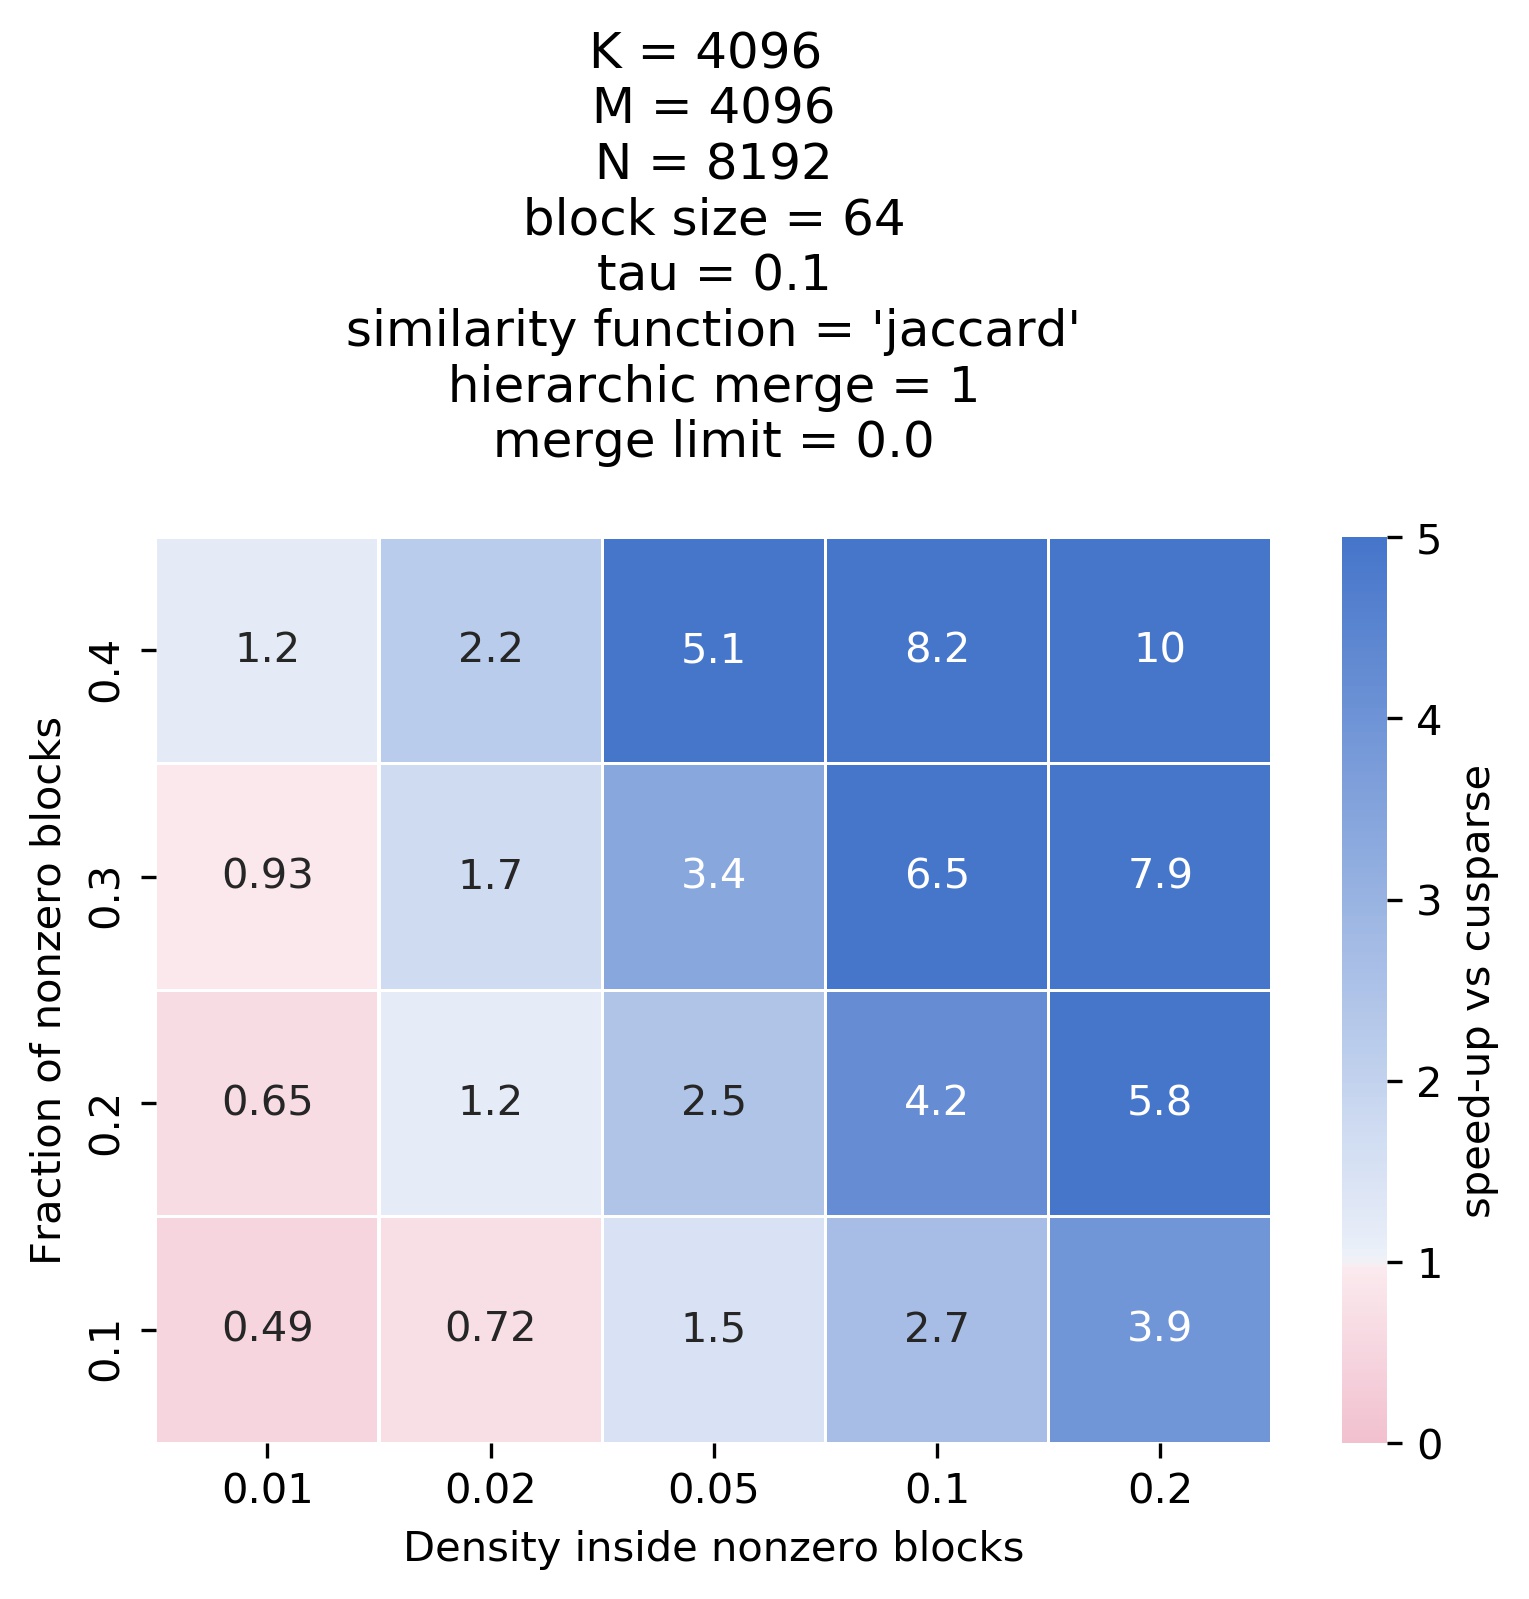 K = 4096
M = 4096
N = 8192
block size = 64
tau = 0.1
similarity function = 'jaccard'
hierarchic merge = 1
merge limit = 0.0
Fraction of nonzero blocks
0.4
1.2 2.2 5.1 8.2 10
0.3
0.93 1.7 3.4 6.5 7.9
0.2
0.65 1.2 2.5 4.2 5.8
0.1
0.49 0.72 1.5 2.7 3.9
0.01 0.02 0.05 0.1 0.2
Density inside nonzero blocks
5
4
3
2
1
0
speed-up vs cusparse